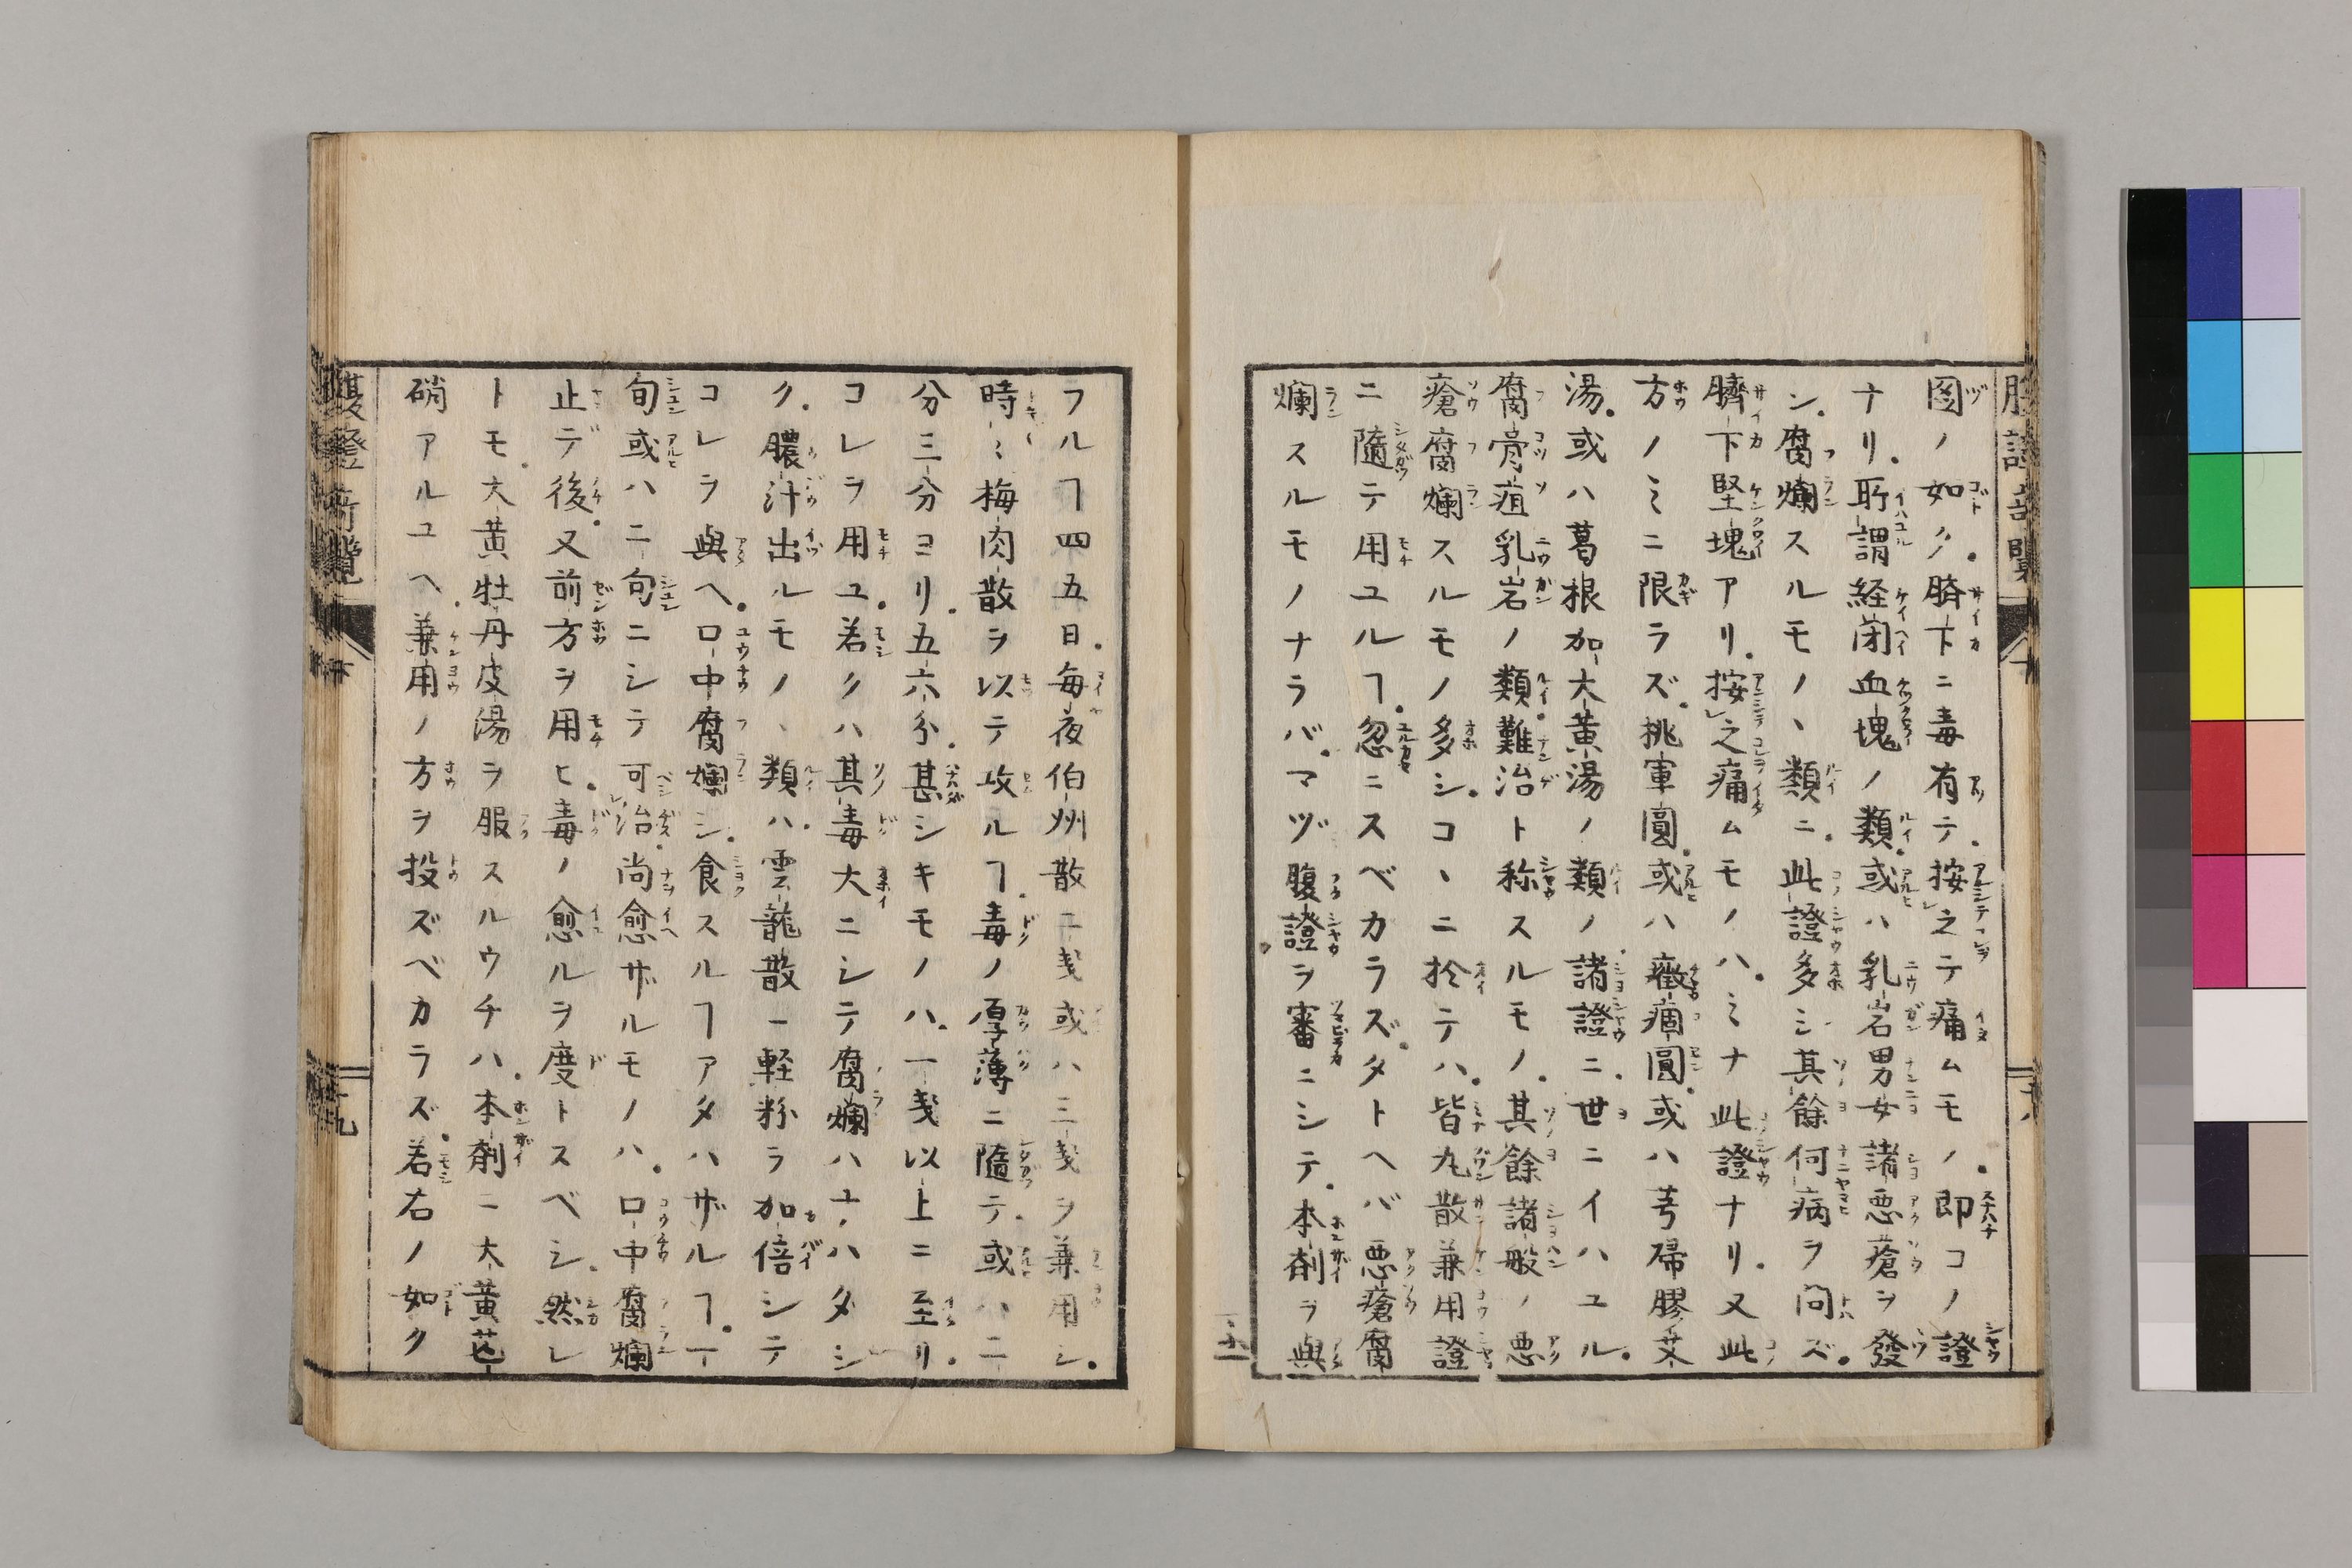 図ノ如ク。臍下ニ毒有テ。按之テ痛ムモノ。即コノ證
ナリ。所謂経閉血塊ノ類。或ハ乳岩男女諸悪瘡ヲ發
シ。腐爛スルモノヽ類ニ。此證多シ其餘何病ヲ問ズ。
臍下堅塊アリ。按之痛ムモノハ。ミナ此證ナリ。又此
方ノミニ限ラズ。桃軍圓。或ハ癥痼圓。或ハ芎歸膠艾
湯。或ハ葛根加大黄湯ノ類ノ諸證ニ。世ニイハユル。
腐骨疽乳岩ノ類。難治ト称スルモノ。其餘諸般ノ悪
瘡腐爛スルモノ多シ。コヽニ於テハ。皆丸散兼用證
ニ隨テ用ユルヿ。忽ニスベカラズ。タトヘバ悪瘡腐
爛スルモノナラバ。マヅ腹證ヲ審ニシテ。本剤ヲ與
フルヿ四五日。毎夜伯州散二戔或ハ三戔ヲ兼用シ。
時〻梅肉散ヲ以テ攻ルヿ。毒ノ厚薄ニ隨テ。或ハ二
分三分ヨリ。五六分。甚シキモノハ。一戔以上ニ至リ。
コレヲ用ユ。若クハ其毒大ニシテ腐爛ハナハダシ
ク。膿汁出ルモノヽ類ハ。雲龍散ニ軽粉ヲ加倍シテ
コレヲ與ヘ。口中腐爛シ。食スルヿアタハザルヿ。一
旬或ハ二旬ニシテ可治。尚愈ザルモノハ。口中腐爛
止デ後。又前方ヲ用ヒ。毒ノ愈ルヲ度トスベシ。然レ
トモ。大黄牡丹皮湯ヲ服スルウチハ。本剤ニ大黄芒
硝アルユヘ。兼用ノ方ヲ投ズベカラズ。若右ノ如ク